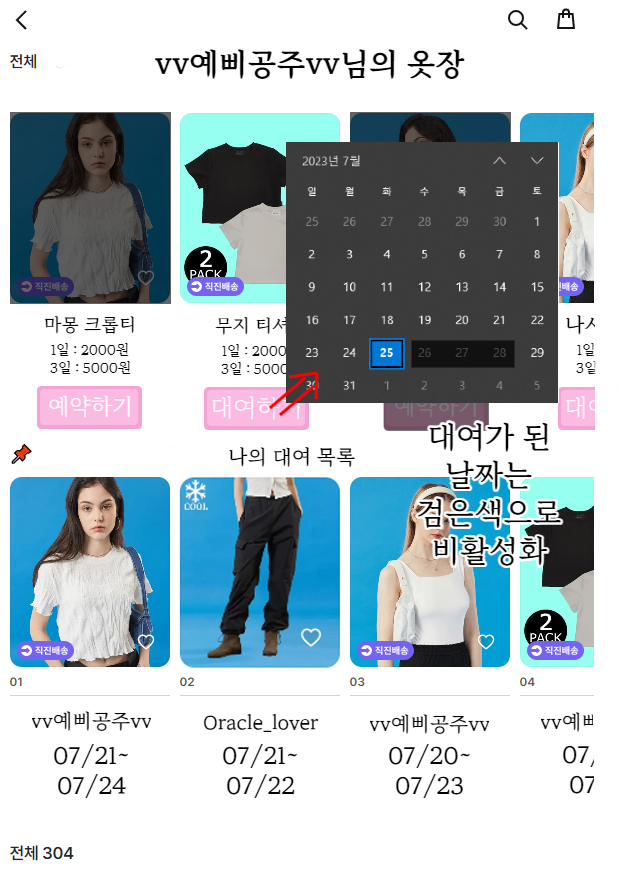 전체
vv예삐공주vv님의 옷장
2
PACK
직진배송
직진배송
배송
2023년 7월
일 월 화 수 목 금 토
25 26 27 28 29 30 1
2 3 4 5 6 7 8
9 10 11 12 13 14 15
16 17 18 19 20 21 22
23 24 25 26 27 28 29
30 31 1 2 3 4 5
마몽 크롭티
1일 : 2000원
3일 : 5000원
예약하기
무지 티셔
1일 : 2000
3일 : 5000
대여하기
나시
1일
3일
대여
대여가 된
날짜는
검은색으로
비활성화
나의 대여 목록
COOL
2
PACK
직진배송
직진배송
직진배송
01
vv예삐공주vv
07/21~
07/24
02
Oracle_lover
07/21~
07/22
03
vv예삐공주vv
07/20~
07/23
04
vv예
07/
07
전체 304